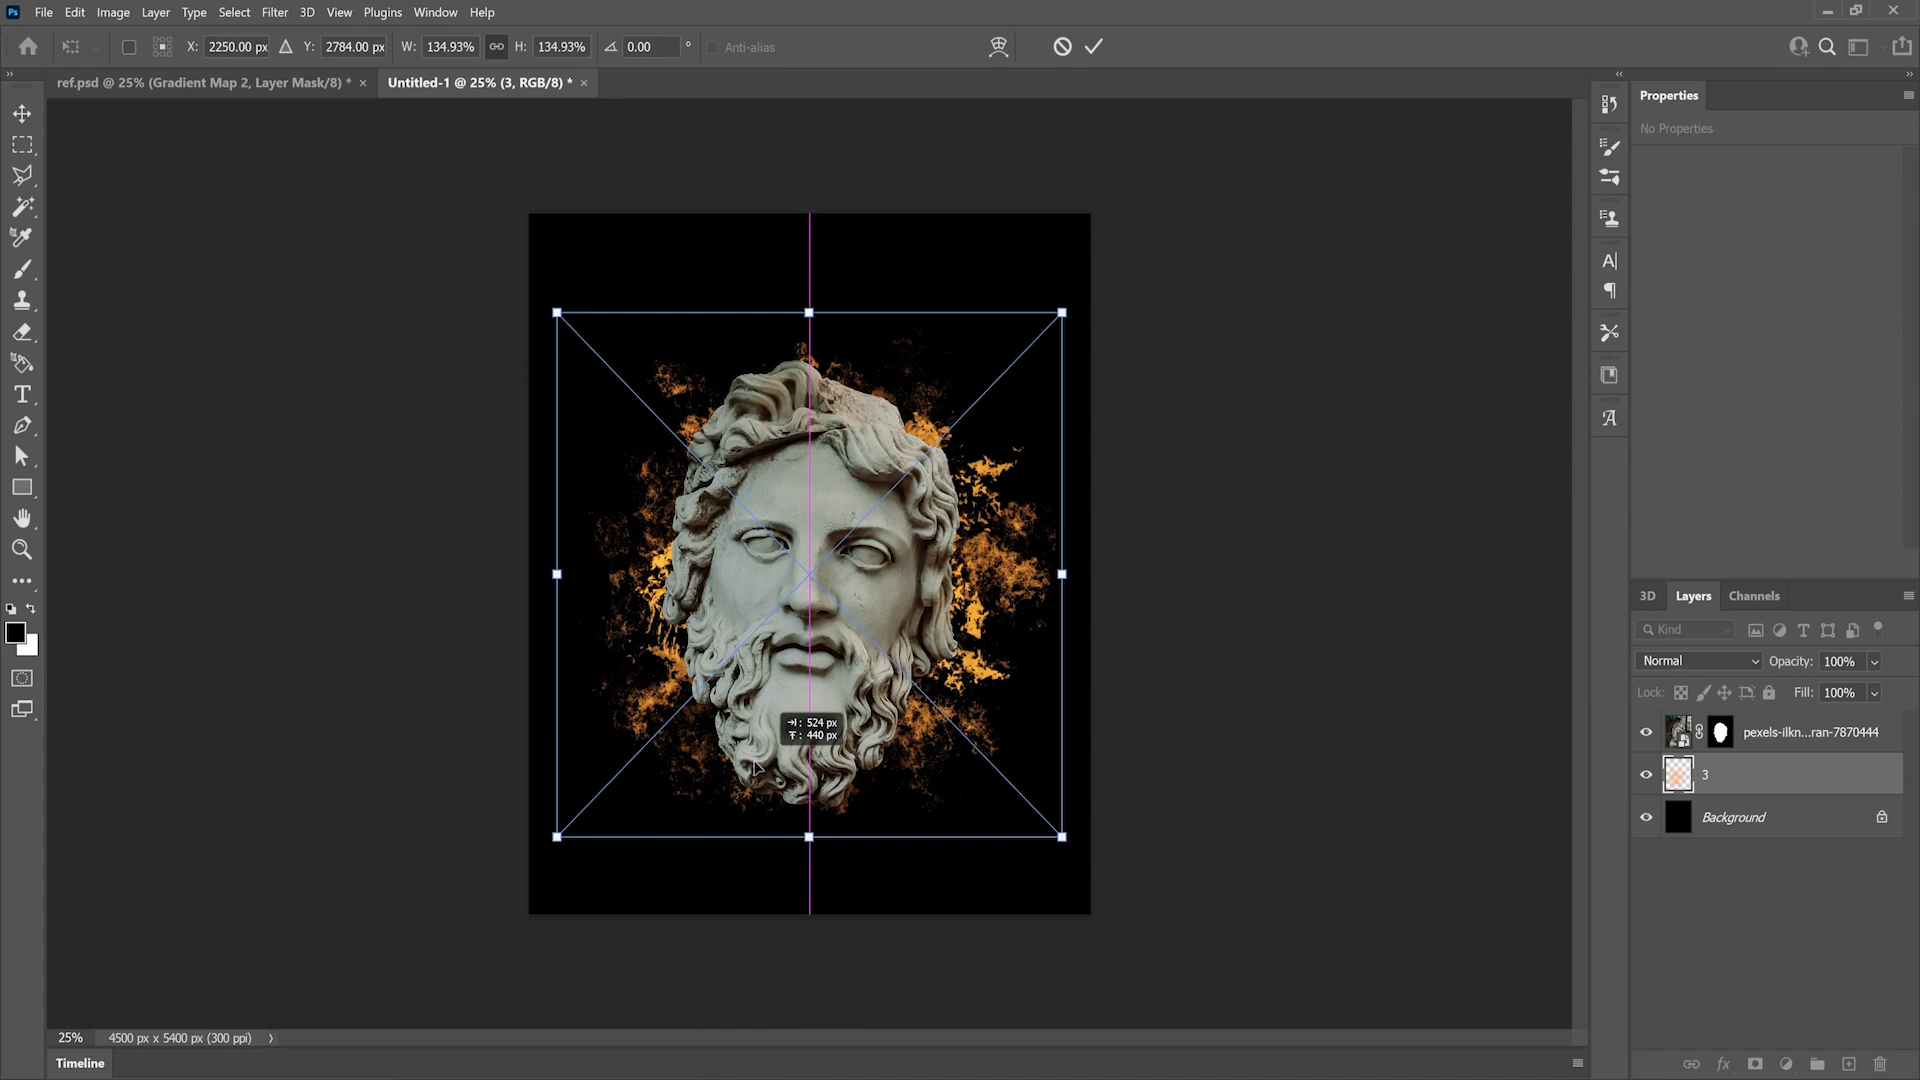 Ps File Edit Image Layer Type Select Filter 3D View Plugins Window Help
X: 2250.00 px Y: 2784.00 px W: 134.93% H: 134.93% 0.00 ° Anti-alias
ref.psd @ 25% (Gradient Map 2, Layer Mask/8) * × Untitled-1 @ 25% (3, RGB/8) * ×
Properties
No Properties
3D Layers Channels
Kind
Normal Opacity: 100%
Lock: Fill: 100%
pexels-ilkn...ran-7870444
3
Background
: 524 px
: 440 px
25% 4500 px x 5400 px (300 ppi)
Timeline